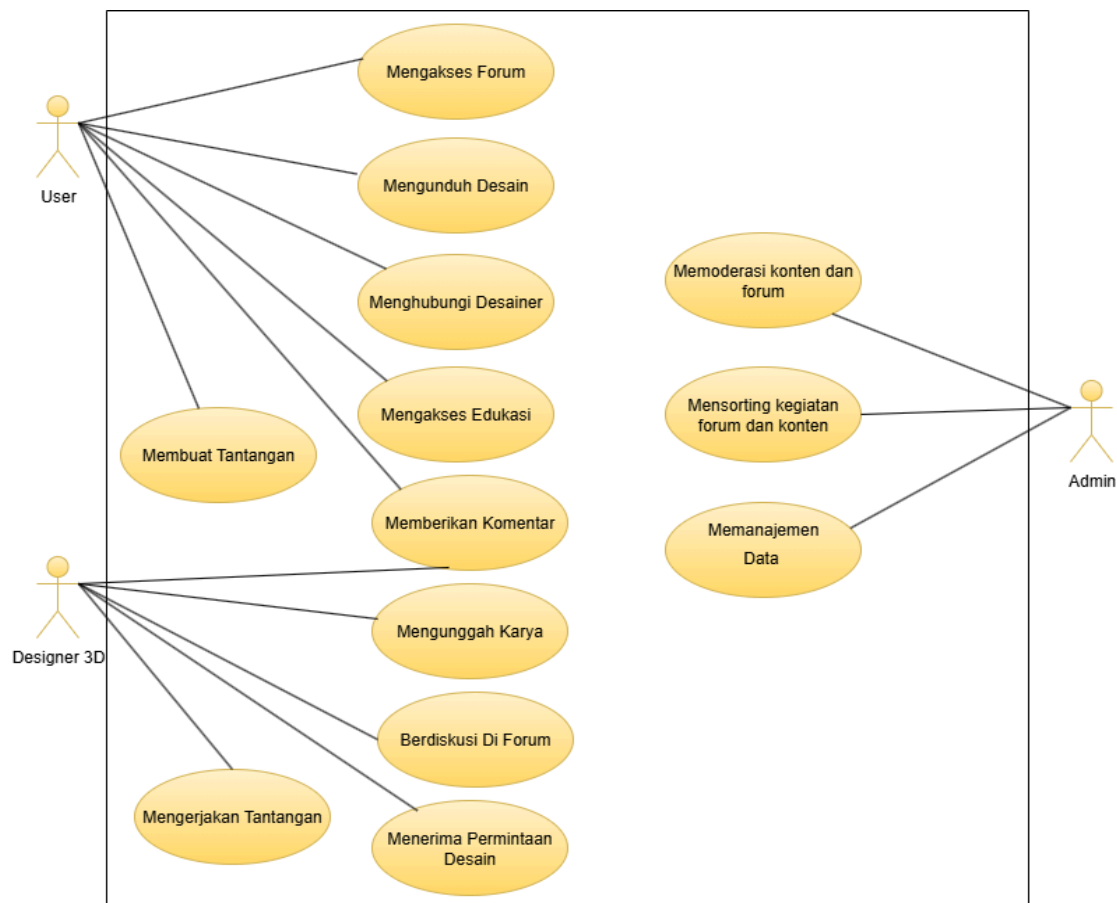 Mengakses Forum
User
Mengunduh Desain
Menghubungi Desainer
Mengakses Edukasi
Membuat Tantangan
Memberikan Komentar
Designer 3D
Mengunggah Karya
Berdiskusi Di Forum
Mengerjakan Tantangan
Menerima Permintaan
Desain
Memoderasi konten dan
forum
Mensorting kegiatan
forum dan konten
Memanajemen
Data
Admin